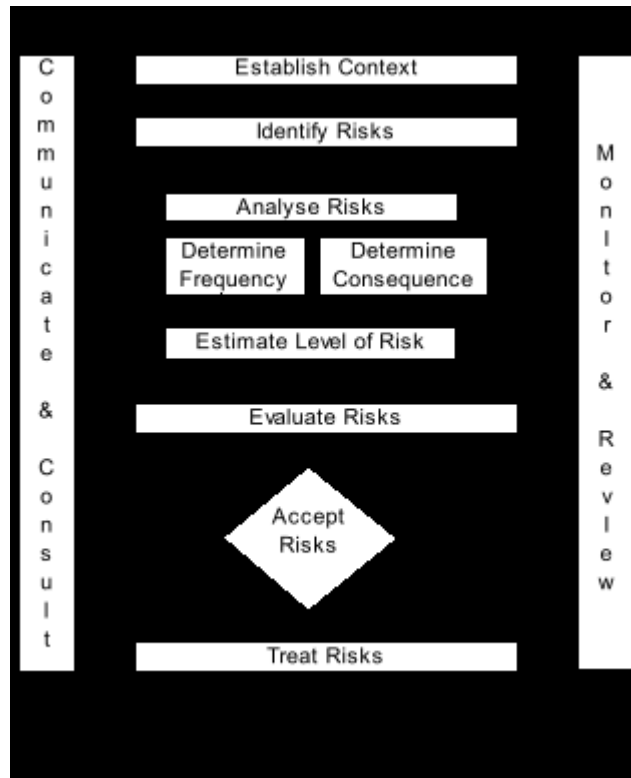 Communicate & Consult
Establish Context
Identify Risks
Analyse Risks
Determine
Frequency
Determine
Consequence
Estimate Level of Risk
Evaluate Risks
Accept
Risks
Treat Risks
MonItor & RevIew